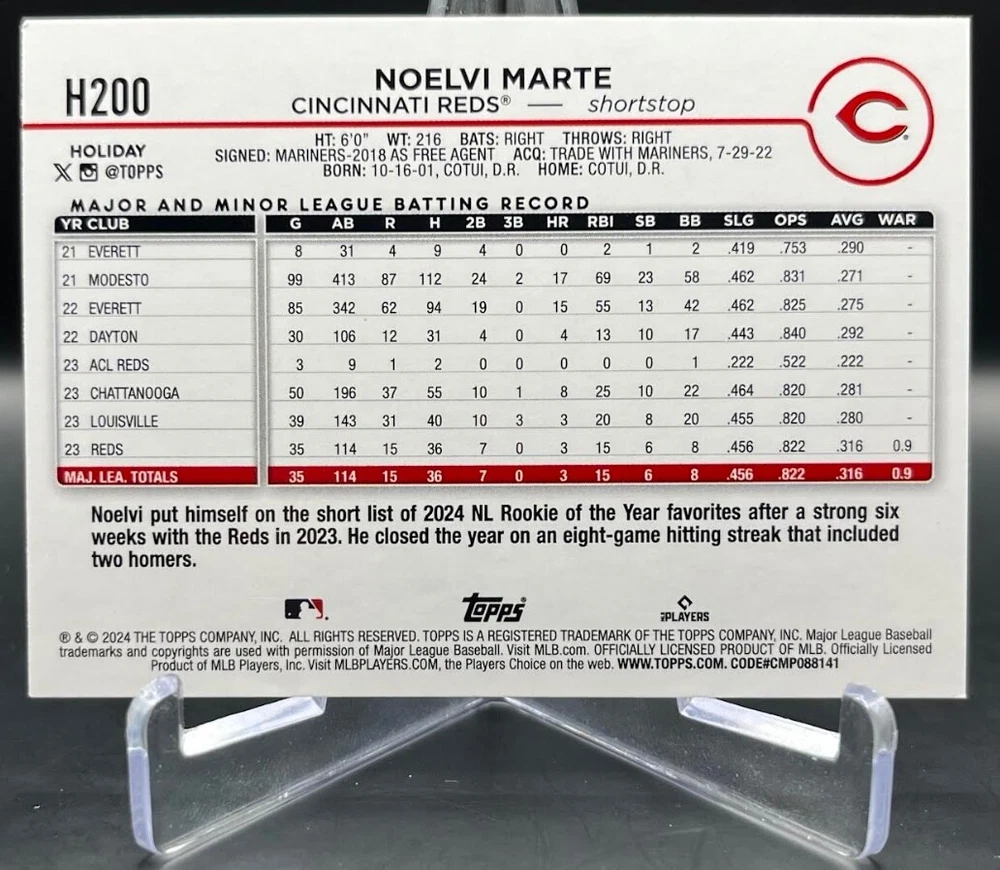 H200
NOELVI MARTE
CINCINNATI REDS® — shortstop
C
HOLIDAY
@TOPPS
HT: 6'0" WT: 216 BATS: RIGHT THROWS: RIGHT
SIGNED: MARINERS-2018 AS FREE AGENT ACQ: TRADE WITH MARINERS, 7-29-22
BORN: 10-16-01, COTUI, D.R. HOME: COTUI, D.R.
MAJOR AND MINOR LEAGUE BATTING RECORD
YR CLUB G AB R H 2B 3B HR RBI SB BB SLG OPS AVG WAR
21 EVERETT 8 31 4 9 4 0 0 2 1 2 .419 .753 .290 -
21 MODESTO 99 413 87 112 24 2 17 69 23 58 .462 .831 .271 -
22 EVERETT 85 342 62 94 19 0 15 55 13 42 .462 .825 .275 -
22 DAYTON 30 106 12 31 4 0 4 13 10 17 .443 .840 .292 -
23 ACL REDS 3 9 1 2 0 0 0 0 0 1 .222 .522 .222 -
23 CHATTANOOGA 50 196 37 55 10 1 8 25 10 22 .464 .820 .281 -
23 LOUISVILLE 39 143 31 40 10 3 3 20 8 20 .455 .820 .280 -
23 REDS 35 114 15 36 7 0 3 15 6 8 .456 .822 .316 0.9
MAJ. LEA. TOTALS 35 114 15 36 7 0 3 15 6 8 .456 .822 .316 0.9
Noelvi put himself on the short list of 2024 NL Rookie of the Year favorites after a strong six
weeks with the Reds in 2023. He closed the year on an eight-game hitting streak that included
two homers.
topps® PLAYERS
® & © 2024 THE TOPPS COMPANY, INC. ALL RIGHTS RESERVED. TOPPS IS A REGISTERED TRADEMARK OF THE TOPPS COMPANY, INC. Major League Baseball
trademarks and copyrights are used with permission of Major League Baseball. Visit MLB.com. OFFICIALLY LICENSED PRODUCT OF MLB. Officially Licensed
Product of MLB Players, Inc. Visit MLBPLAYERS.COM, the Players Choice on the web. WWW.TOPPS.COM. CODE#CMP088141